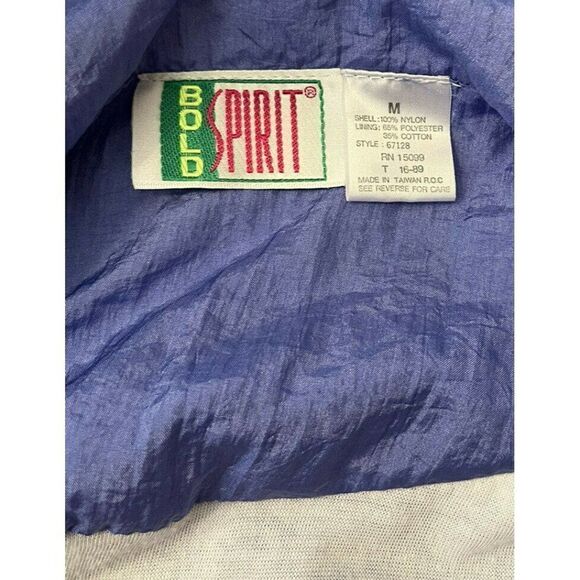 BOLD
SPIRIT®
M
SHELL: 100% NYLON
LINING: 65% POLYESTER
35% COTTON
STYLE : 67128
RN 15099
T 16-89
MADE IN TAIWAN R.O.C
SEE REVERSE FOR CARE